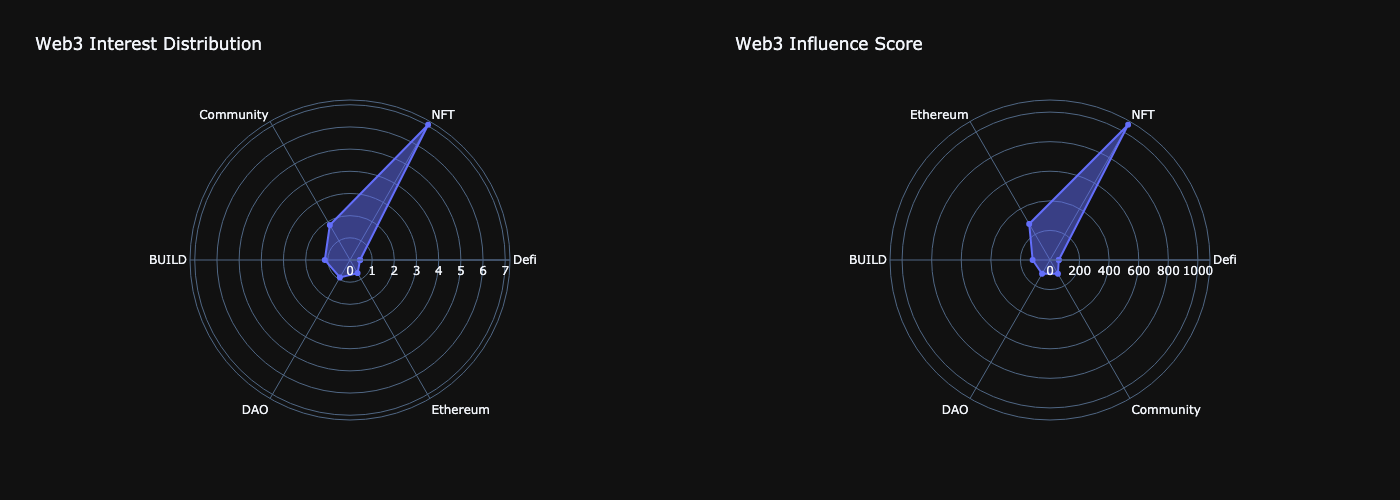 Web3 Interest Distribution
Community
NFT
BUILD
0 1 2 3 4 5 6 7
Defi
DAO
Ethereum
Web3 Influence Score
Ethereum
NFT
BUILD
0 200 400 600 800 1000
Defi
DAO
Community